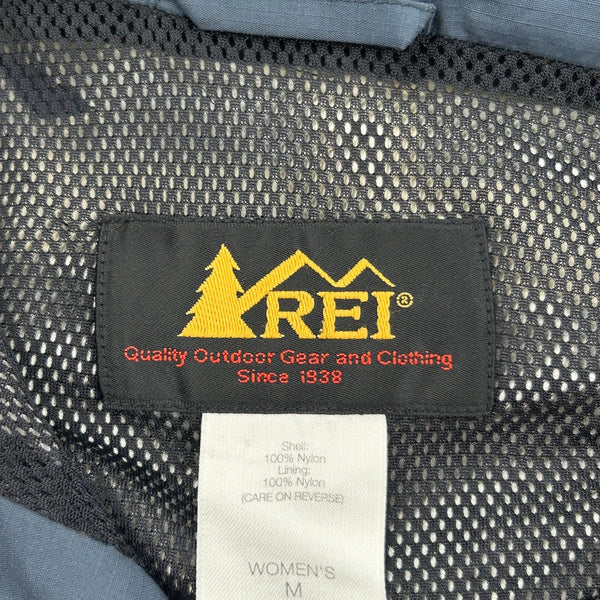 REI®
Quality Outdoor Gear and Clothing
Since 1938
Shell:
100% Nylon
Lining:
100% Nylon
(CARE ON REVERSE)
WOMEN'S
M